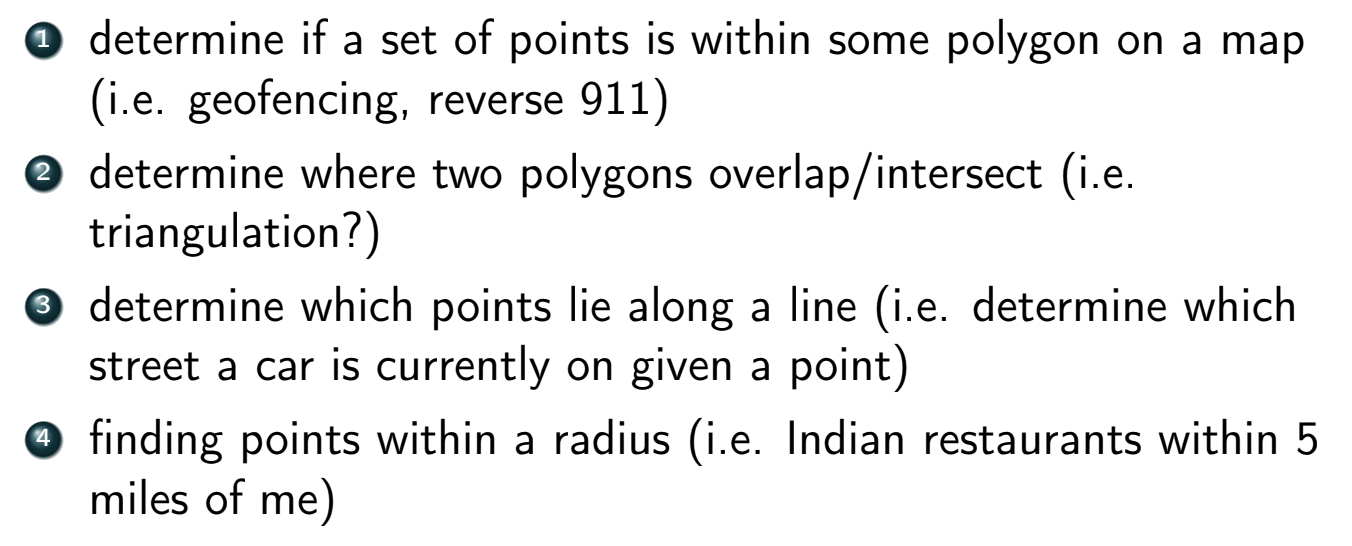 1 determine if a set of points is within some polygon on a map
(i.e. geofencing, reverse 911)
2 determine where two polygons overlap/intersect (i.e.
triangulation?)
3 determine which points lie along a line (i.e. determine which
street a car is currently on given a point)
4 finding points within a radius (i.e. Indian restaurants within 5
miles of me)